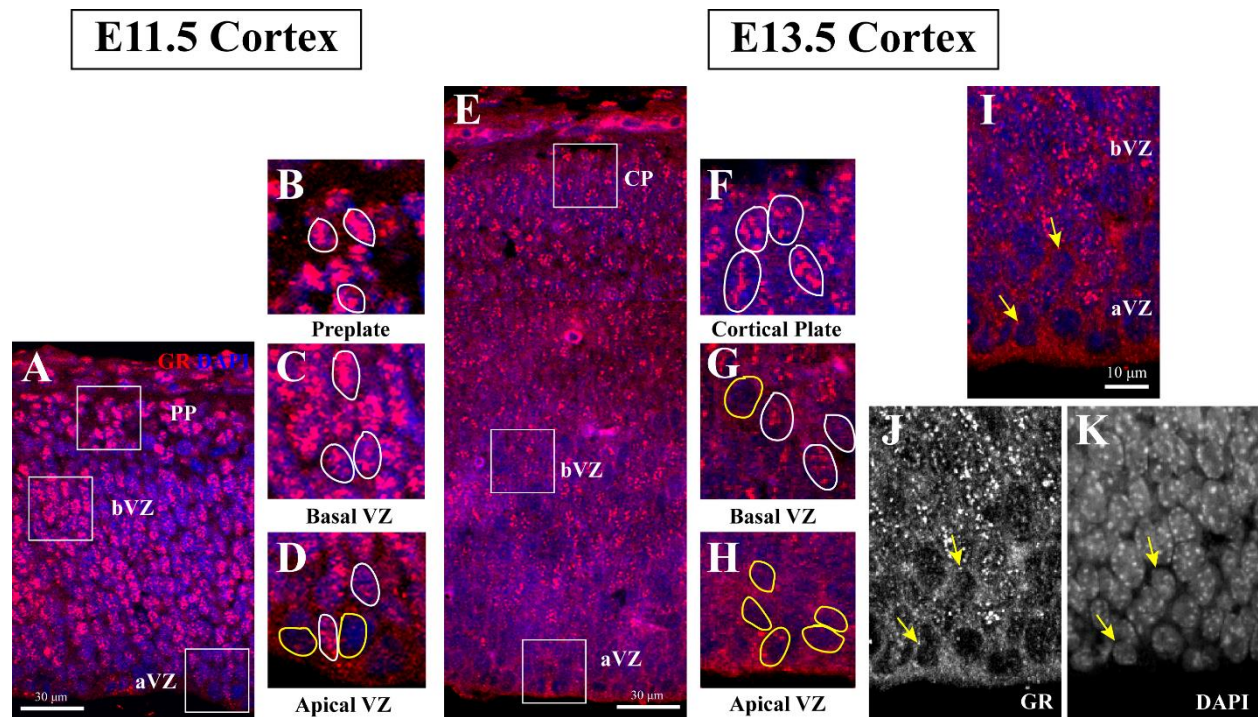 E11.5 Cortex
E13.5 Cortex
A
GR DAPI
PP
bVZ
aVZ
30 µm
B
Preplate
C
Basal VZ
D
Apical VZ
E
CP
bVZ
aVZ
30 µm
F
Cortical Plate
G
Basal VZ
H
Apical VZ
I
bVZ
aVZ
10 µm
J
GR
K
DAPI